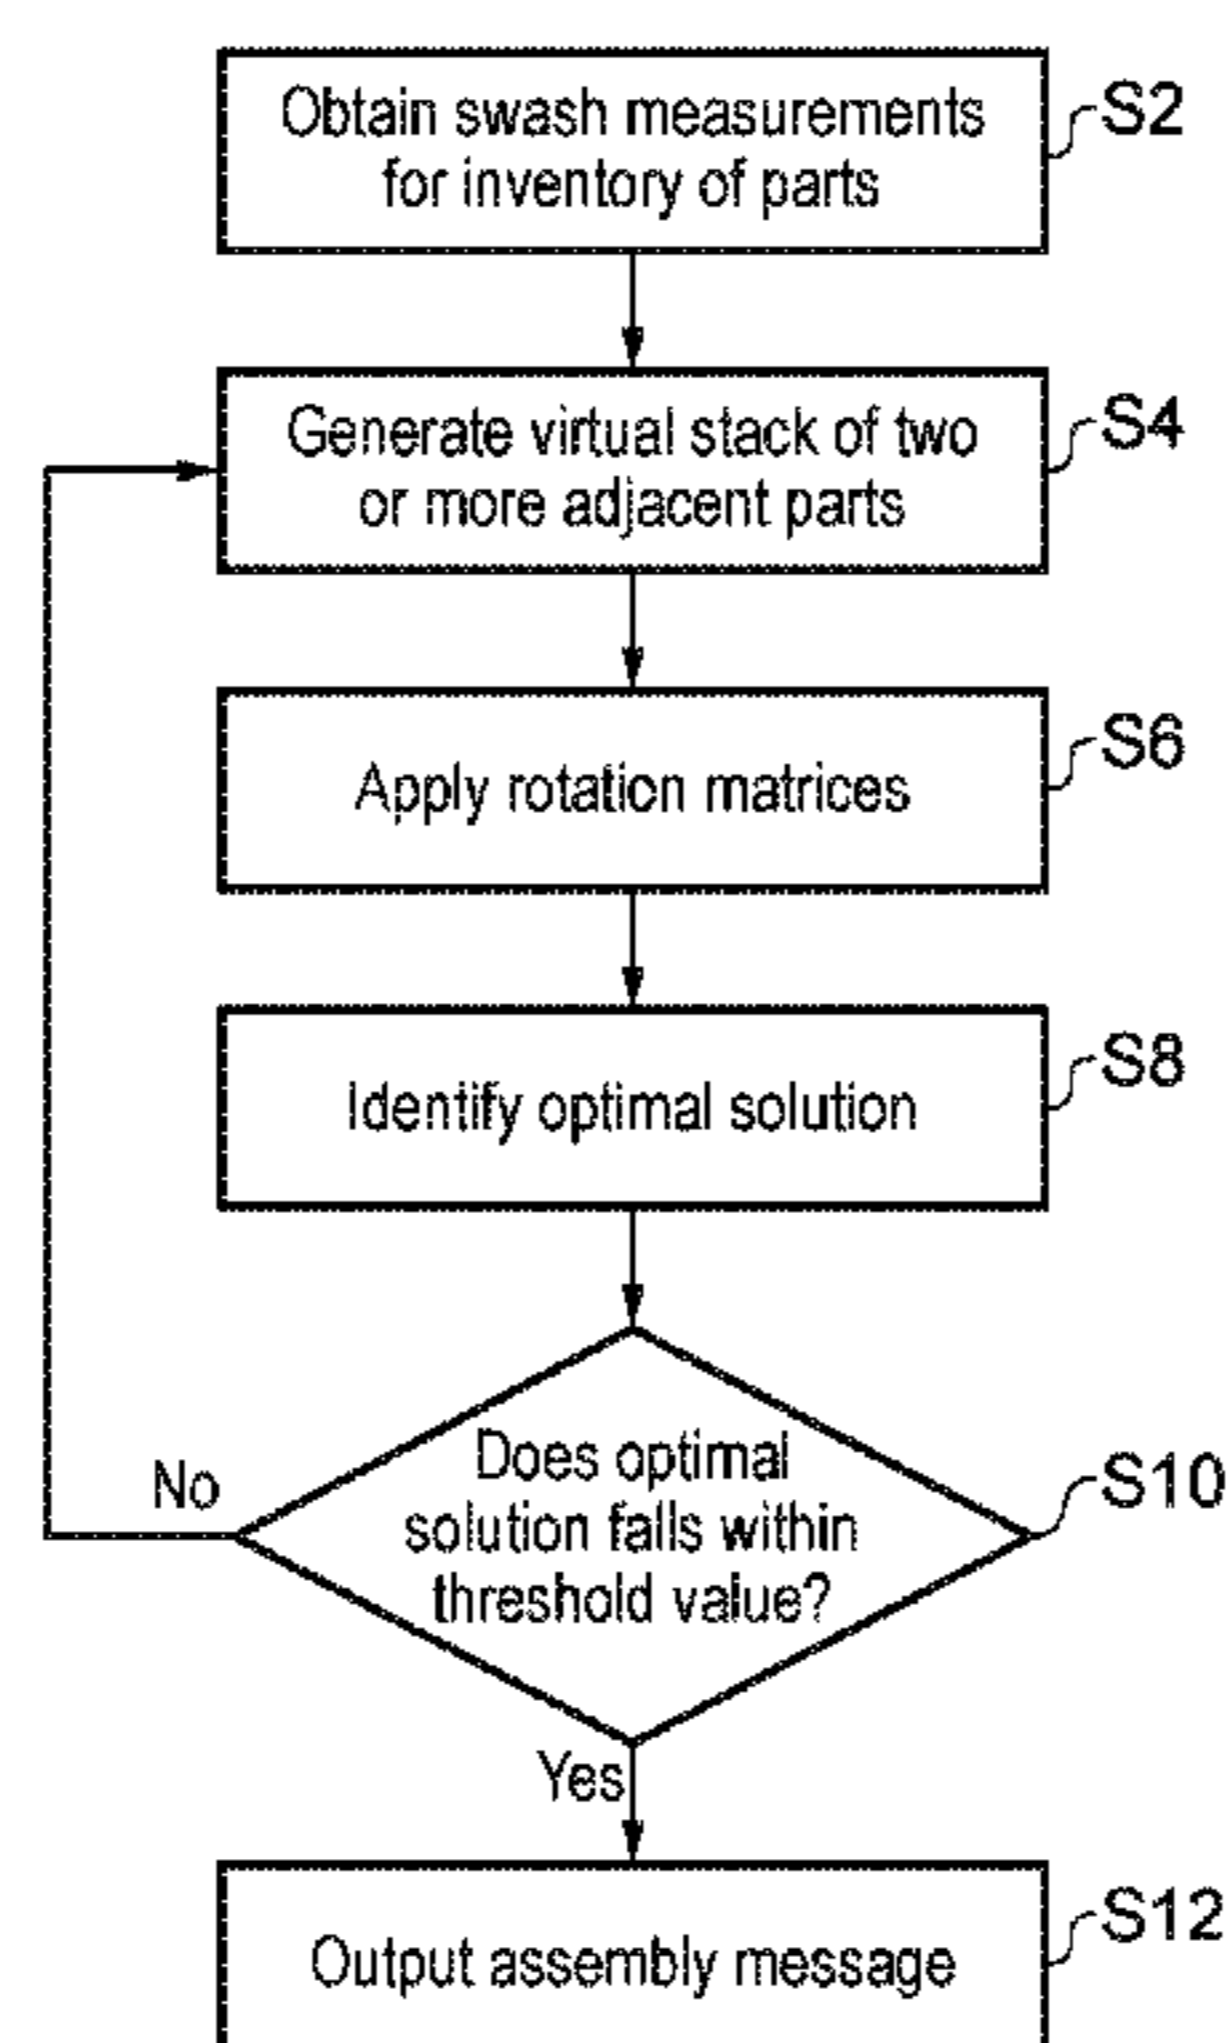 Obtain swash measurements
for inventory of parts
S2
Generate virtual stack of two
or more adjacent parts
S4
Apply rotation matrices
S6
Identify optimal solution
S8
Does optimal
solution falls within
threshold value?
S10
No
Yes
Output assembly message
S12